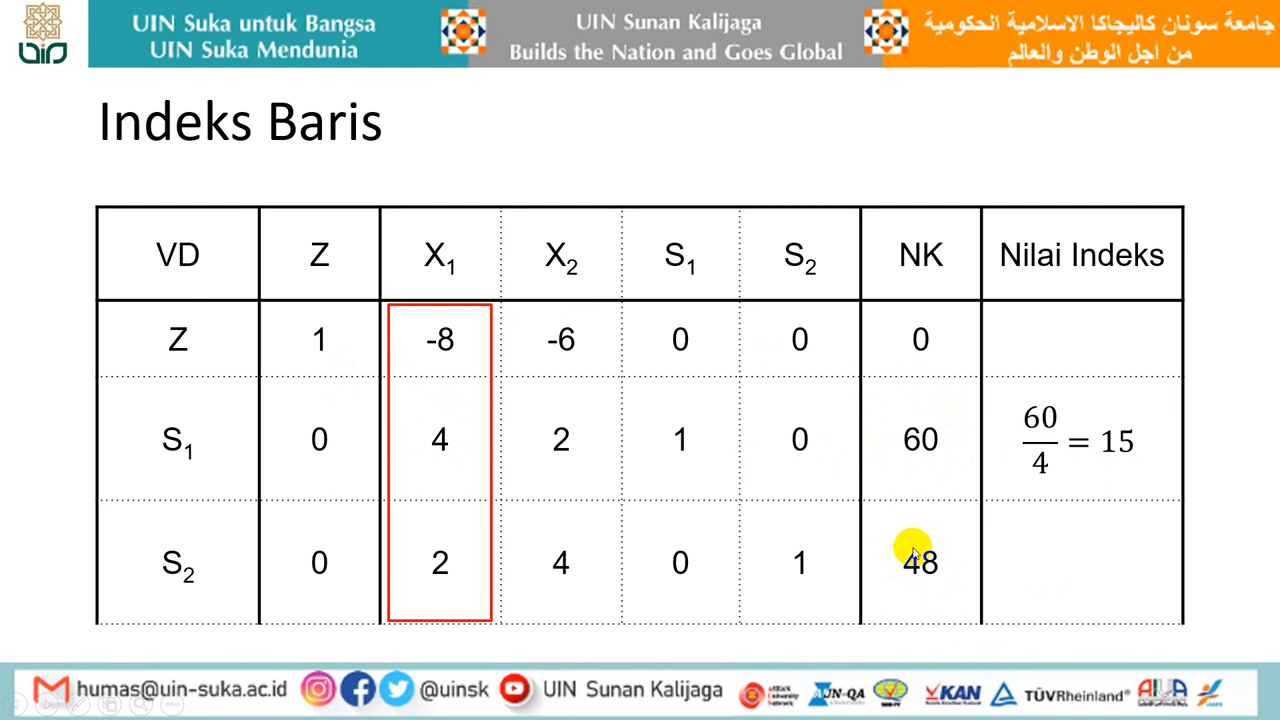 UIN Suka untuk Bangsa
UIN Suka Mendunia
UIN Sunan Kalijaga
Builds the Nation and Goes Global
جامعة سونان كاليجاكا الاسلامية الحكومية
من اجل الوطن والعالم
Indeks Baris
VD Z X₁ X₂ S₁ S₂ NK Nilai Indeks
Z 1 -8 -6 0 0 0
S₁ 0 4 2 1 0 60 60/4 = 15
S₂ 0 2 4 0 1 48
humas@uin-suka.ac.id @uinsk UIN Sunan Kalijaga KAN TÜVRheinland®